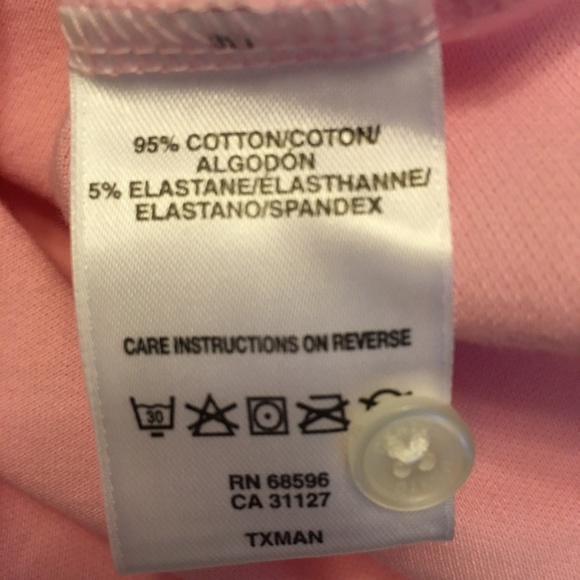 95% COTTON/COTON/
ALGODÓN
5% ELASTANE/ÉLASTHANNE/
ELASTANO/SPANDEX
CARE INSTRUCTIONS ON REVERSE
30
RN 68596
CA 31127
TXMAN